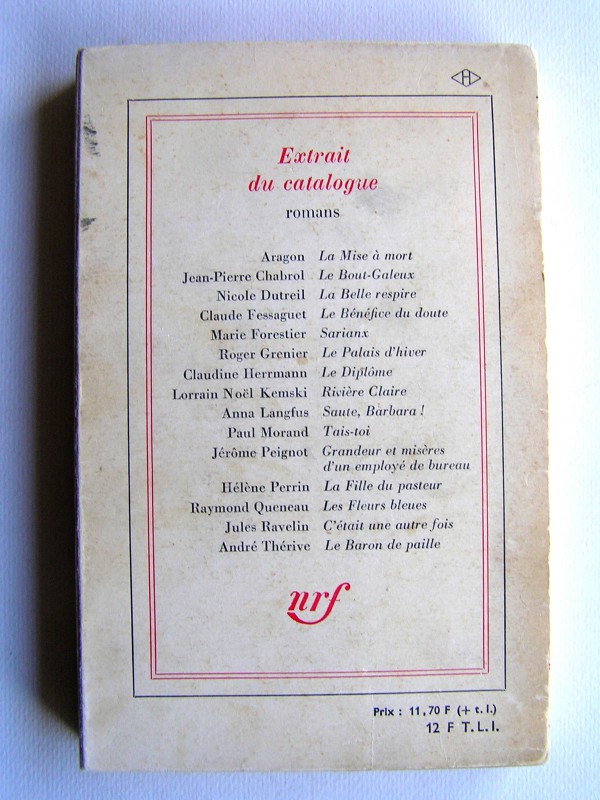 H
Extrait
du catalogue
romans
Aragon La Mise à mort
Jean-Pierre Chabrol Le Bout-Galeux
Nicole Dutreil La Belle respire
Claude Fessaguet Le Bénéfice du doute
Marie Forestier Sarianx
Roger Grenier Le Palais d'hiver
Claudine Herrmann Le Diplôme
Lorrain Noël Kemski Rivière Claire
Anna Langfus Saute, Barbara !
Paul Morand Tais-toi
Jérôme Peignot Grandeur et misères
d'un employé de bureau
Hélène Perrin La Fille du pasteur
Raymond Queneau Les Fleurs bleues
Jules Ravelin C'était une autre fois
André Thérive Le Baron de paille
nrf
Prix : 11,70 F (+ t. l.)
12 F T. L. I.